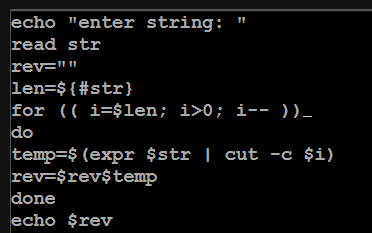 echo "enter string: "
read str
rev=""
len=${#str}
for (( i=$len; i>0; i-- ))_
do
temp=$(expr $str | cut -c $i)
rev=$rev$temp
done
echo $rev